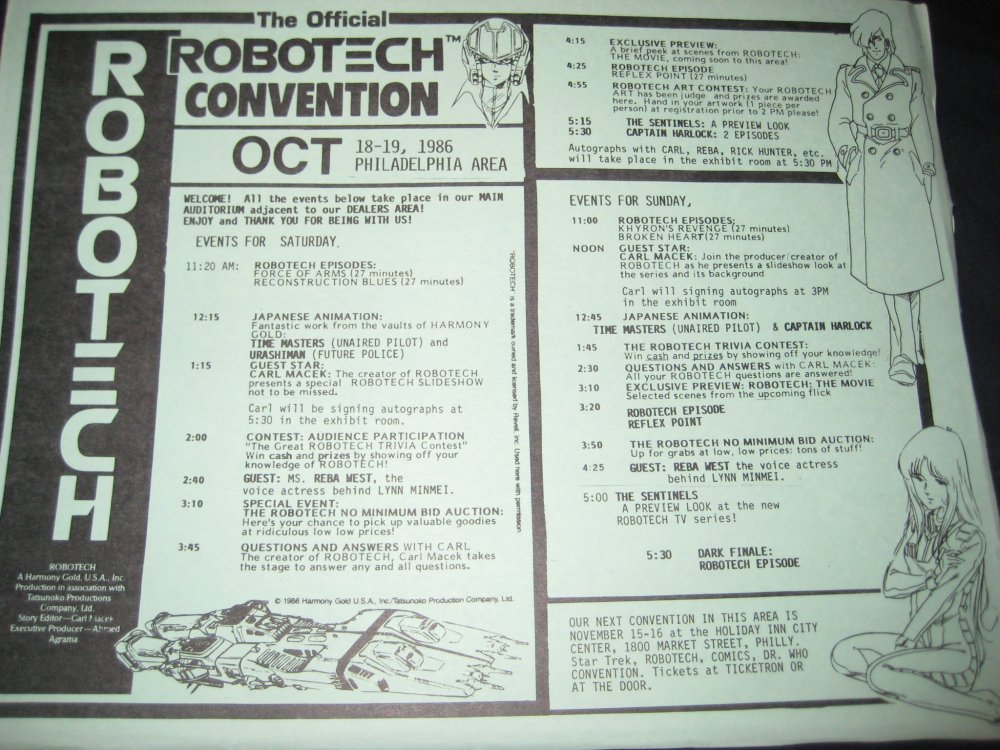 ROBOTECH
ROBOTECH
A Harmony Gold, U.S.A., Inc.
Production in association with
Tatsunoko Productions
Company, Ltd.
Story Editor—Carl Macek
Executive Producer—Ahmed
Agrama
The Official
ROBOTECH™
CONVENTION
OCT 18-19, 1986
PHILADELPHIA AREA
WELCOME! All the events below take place in our MAIN
AUDITORIUM adjacent to our DEALERS AREA!
ENJOY and THANK YOU FOR BEING WITH US!
EVENTS FOR SATURDAY,
11:20 AM: ROBOTECH EPISODES:
FORCE OF ARMS (27 minutes)
RECONSTRUCTION BLUES (27 minutes)
12:15 JAPANESE ANIMATION:
Fantastic work from the vaults of HARMONY
GOLD:
TIME MASTERS (UNAIRED PILOT) and
URASHIMAN (FUTURE POLICE)
1:15 GUEST STAR:
CARL MACEK: The creator of ROBOTECH
presents a special ROBOTECH SLIDESHOW
not to be missed.
Carl will be signing autographs at
5:30 in the exhibit room.
2:00 CONTEST: AUDIENCE PARTICIPATION
"The Great ROBOTECH TRIVIA Contest"
Win cash and prizes by showing off your
knowledge of ROBOTECH!
2:40 GUEST: MS. REBA WEST, the
voice actress behind LYNN MINMEI.
3:10 SPECIAL EVENT:
THE ROBOTECH NO MINIMUM BID AUCTION:
Here's your chance to pick up valuable goodies
at ridiculous low low prices!
3:45 QUESTIONS AND ANSWERS WITH CARL
The creator of ROBOTECH, Carl Macek takes
the stage to answer any and all questions.
© 1986 Harmony Gold U.S.A., Inc./Tatsunoko Production Company, Ltd.
"ROBOTECH" is a trademark owned and licensed by Revell, Inc. Used here with permission.
4:15 EXCLUSIVE PREVIEW:
A brief peek at scenes from ROBOTECH:
THE MOVIE, coming soon to this area!
4:25 ROBOTECH EPISODE
REFLEX POINT (27 minutes)
4:55 ROBOTECH ART CONTEST: Your ROBOTECH
ART has been judge and prizes are awarded
here. Hand in your artwork (1 piece per
person) at registration prior to 2 PM please!
5:15 THE SENTINELS: A PREVIEW LOOK
5:30 CAPTAIN HARLOCK: 2 EPISODES
Autographs with CARL, REBA, RICK HUNTER, etc.
will take place in the exhibit room at 5:30 PM
EVENTS FOR SUNDAY,
11:00 ROBOTECH EPISODES:
KHYRON'S REVENGE (27 minutes)
BROKEN HEART(27 minutes)
NOON GUEST STAR:
CARL MACEK: Join the producer/creator of
ROBOTECH as he presents a slideshow look at
the series and its background
Carl will signing autographs at 3PM
in the exhibit room
12:45 JAPANESE ANIMATION:
TIME MASTERS (UNAIRED PILOT) & CAPTAIN HARLOCK
1:45 THE ROBOTECH TRIVIA CONTEST:
Win cash and prizes by showing off your knowledge!
2:30 QUESTIONS AND ANSWERS with CARL MACEK:
All your ROBOTECH questions are answered!
3:10 EXCLUSIVE PREVIEW: ROBOTECH: THE MOVIE
Selected scenes from the upcoming flick
3:20 ROBOTECH EPISODE
REFLEX POINT
3:50 THE ROBOTECH NO MINIMUM BID AUCTION:
Up for grabs at low, low prices: tons of stuff!
4:25 GUEST: REBA WEST the voice actress
behind LYNN MINMEI.
5:00 THE SENTINELS
A PREVIEW LOOK at the new
ROBOTECH TV series!
5:30 DARK FINALE:
ROBOTECH EPISODE
OUR NEXT CONVENTION IN THIS AREA IS
NOVEMBER 15-16 at the HOLIDAY INN CITY
CENTER, 1800 MARKET STREET, PHILLY.
Star Trek, ROBOTECH, COMICS, DR. WHO
CONVENTION. Tickets at TICKETRON OR
AT THE DOOR.